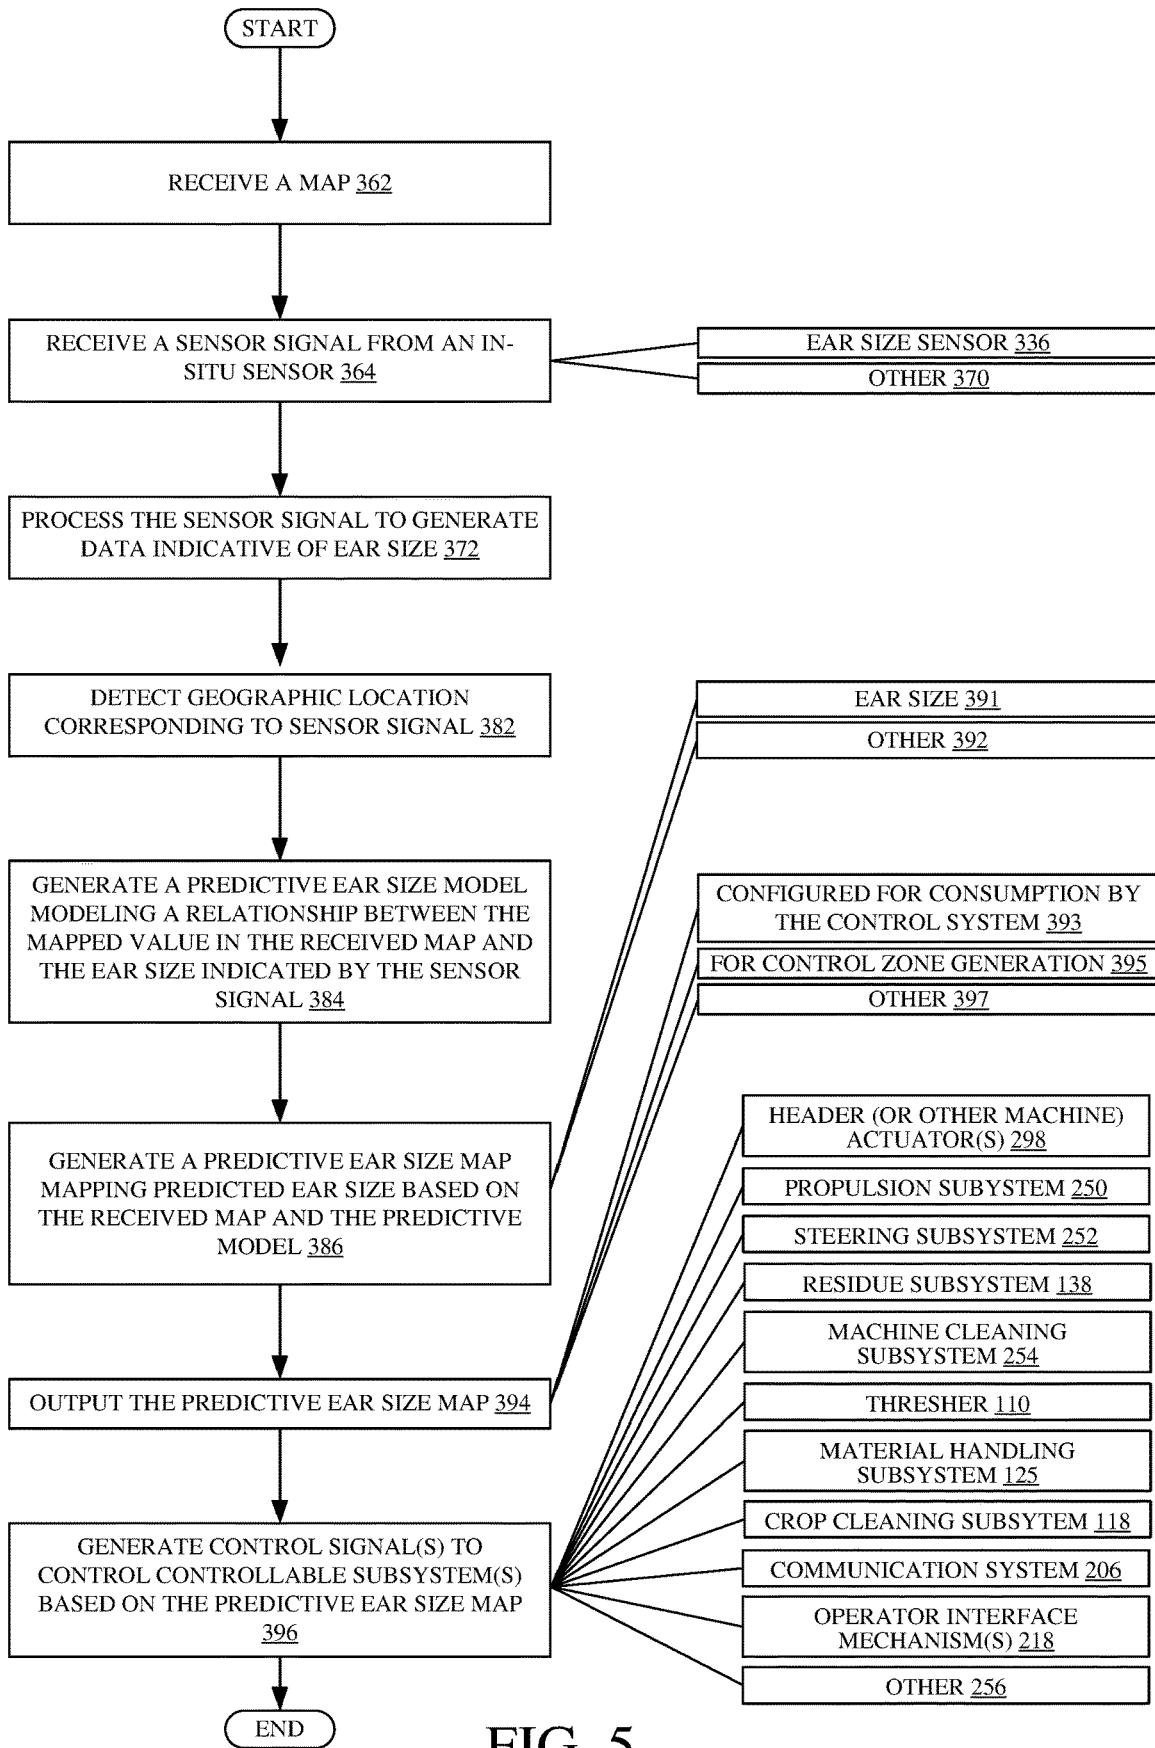 START
RECEIVE A MAP 362
RECEIVE A SENSOR SIGNAL FROM AN IN-
SITU SENSOR 364
EAR SIZE SENSOR 336
OTHER 370
PROCESS THE SENSOR SIGNAL TO GENERATE
DATA INDICATIVE OF EAR SIZE 372
DETECT GEOGRAPHIC LOCATION
CORRESPONDING TO SENSOR SIGNAL 382
EAR SIZE 391
OTHER 392
GENERATE A PREDICTIVE EAR SIZE MODEL
MODELING A RELATIONSHIP BETWEEN THE
MAPPED VALUE IN THE RECEIVED MAP AND
THE EAR SIZE INDICATED BY THE SENSOR
SIGNAL 384
CONFIGURED FOR CONSUMPTION BY
THE CONTROL SYSTEM 393
FOR CONTROL ZONE GENERATION 395
OTHER 397
GENERATE A PREDICTIVE EAR SIZE MAP
MAPPING PREDICTED EAR SIZE BASED ON
THE RECEIVED MAP AND THE PREDICTIVE
MODEL 386
OUTPUT THE PREDICTIVE EAR SIZE MAP 394
GENERATE CONTROL SIGNAL(S) TO
CONTROL CONTROLLABLE SUBSYSTEM(S)
BASED ON THE PREDICTIVE EAR SIZE MAP
396
HEADER (OR OTHER MACHINE)
ACTUATOR(S) 298
PROPULSION SUBYSTEM 250
STEERING SUBSYSTEM 252
RESIDUE SUBSYSTEM 138
MACHINE CLEANING
SUBSYSTEM 254
THRESHER 110
MATERIAL HANDLING
SUBSYSTEM 125
CROP CLEANING SUBSYTEM 118
COMMUNICATION SYSTEM 206
OPERATOR INTERFACE
MECHANISM(S) 218
OTHER 256
END
FIG. 5